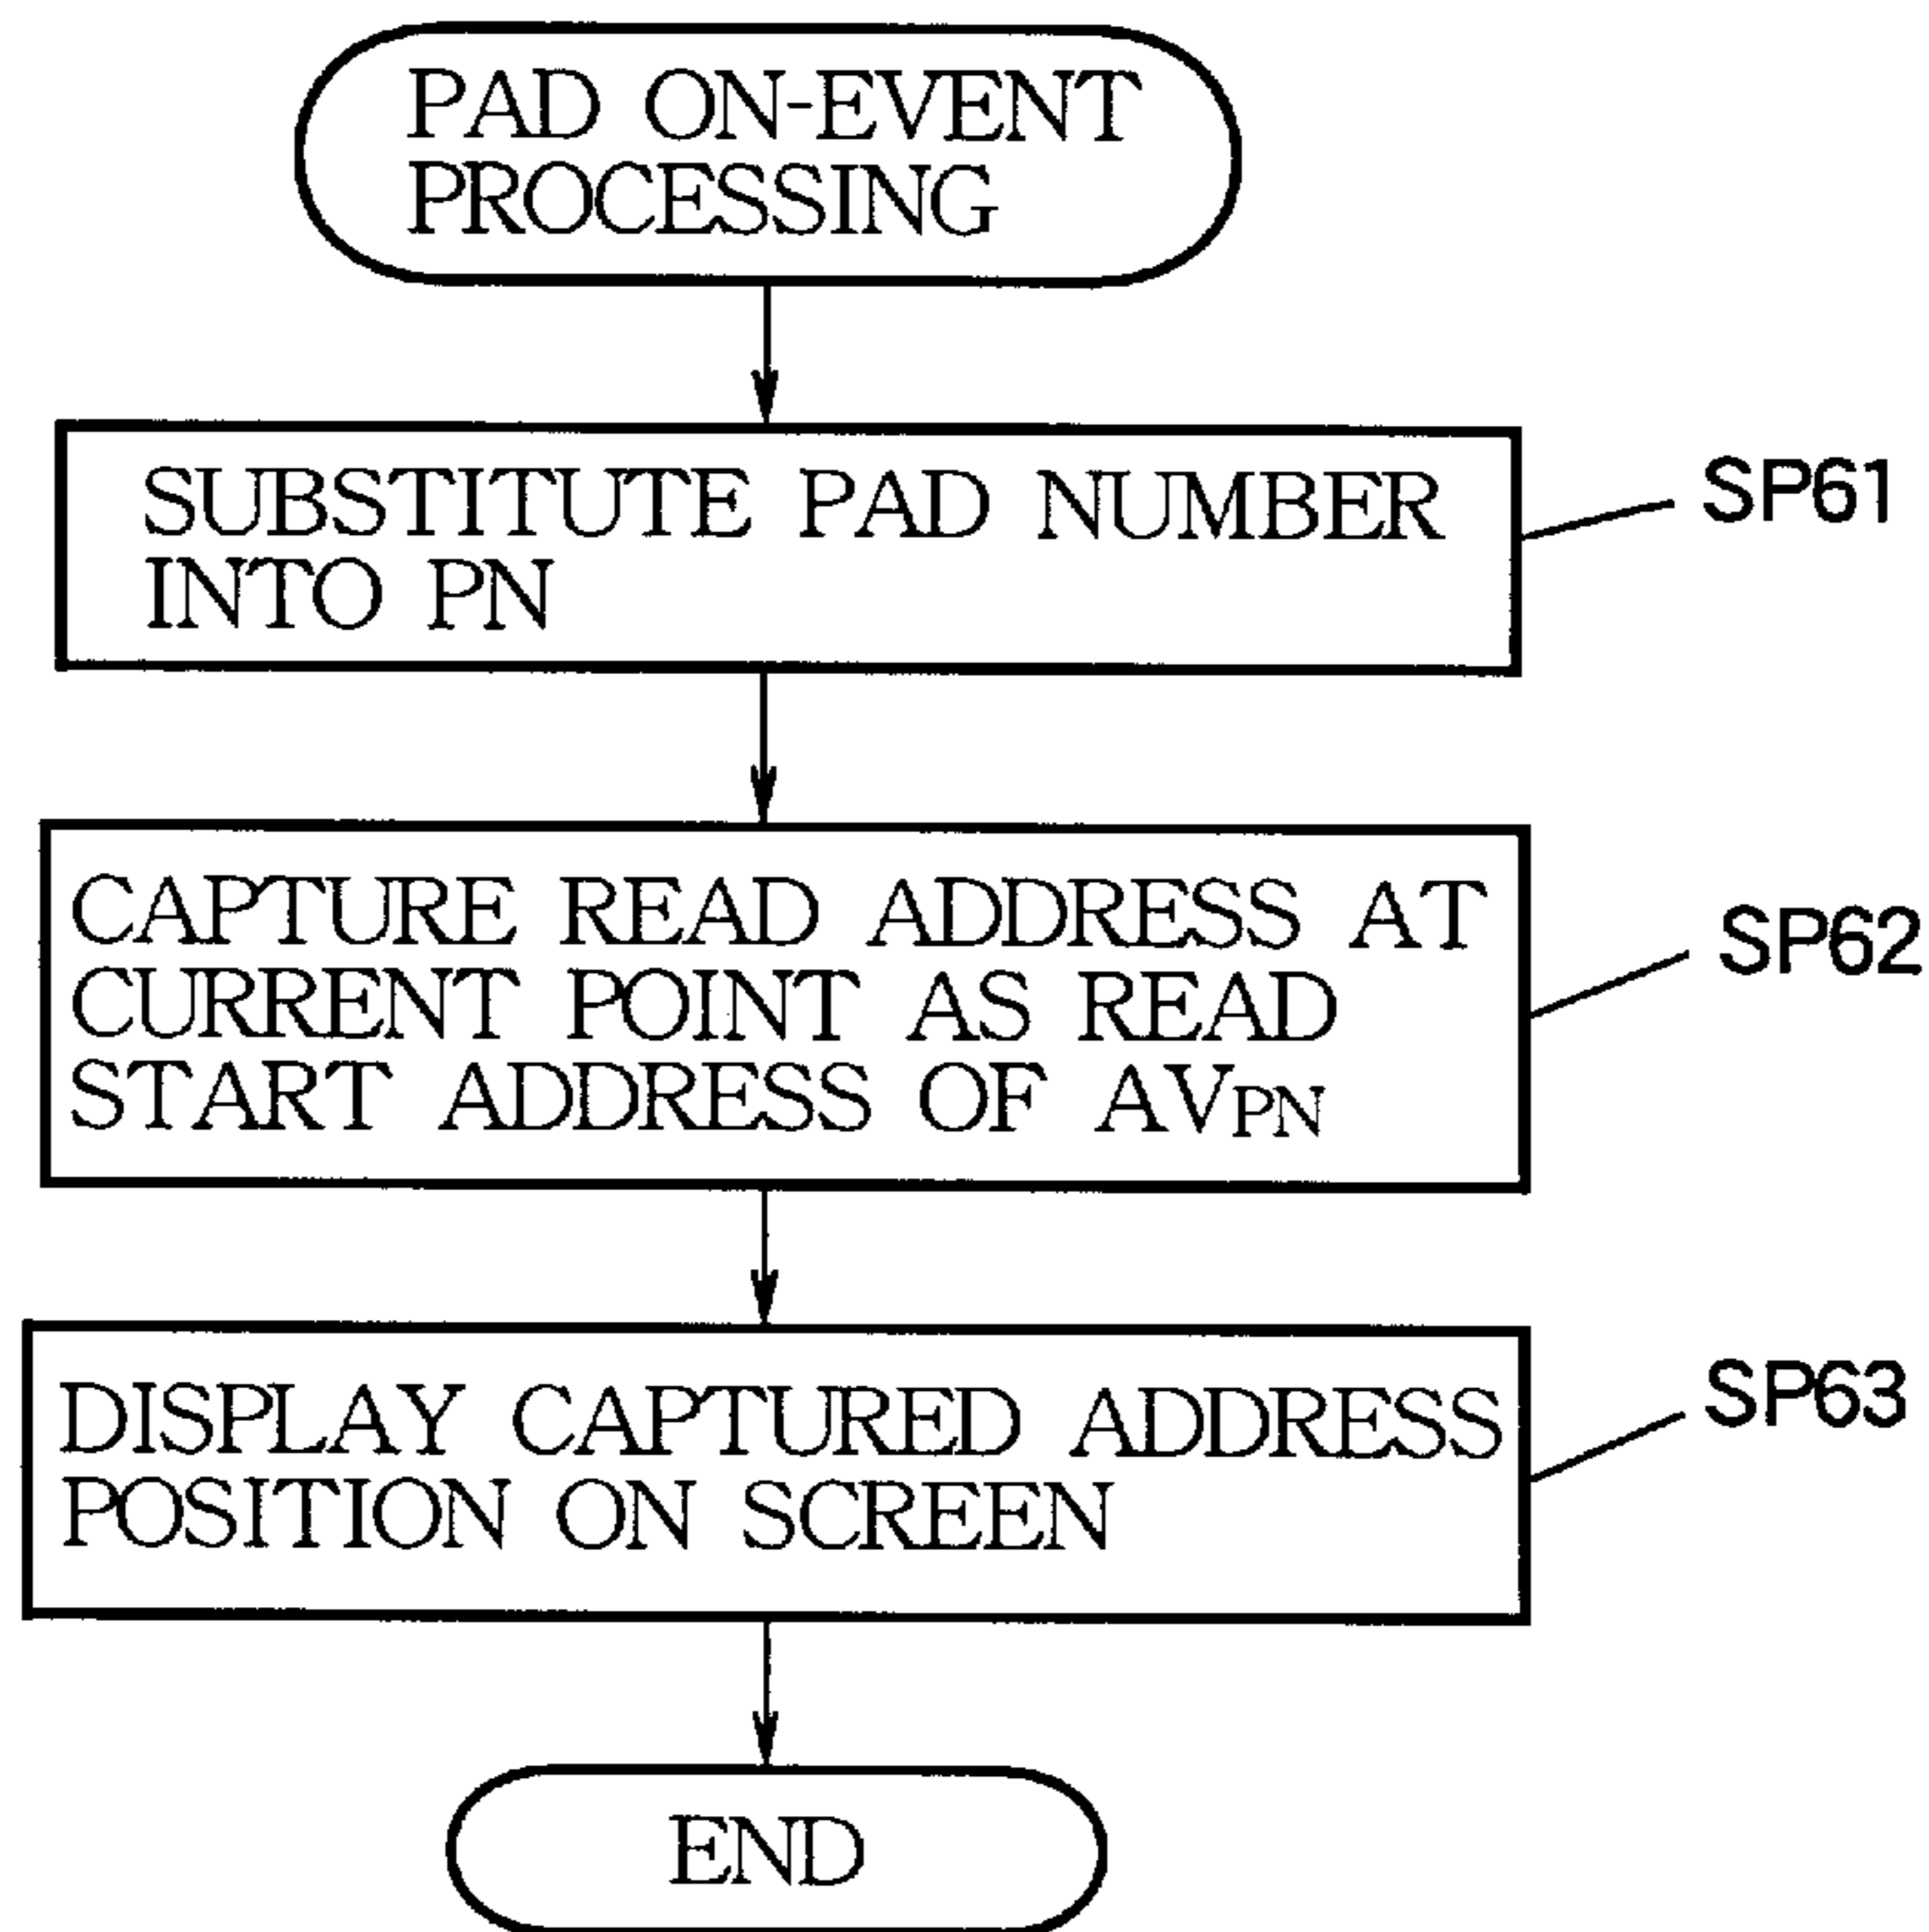 PAD ON-EVENT
PROCESSING
SUBSTITUTE PAD NUMBER
INTO PN
SP61
CAPTURE READ ADDRESS AT
CURRENT POINT AS READ
START ADDRESS OF AVPN
SP62
DISPLAY CAPTURED ADDRESS
POSITION ON SCREEN
SP63
END